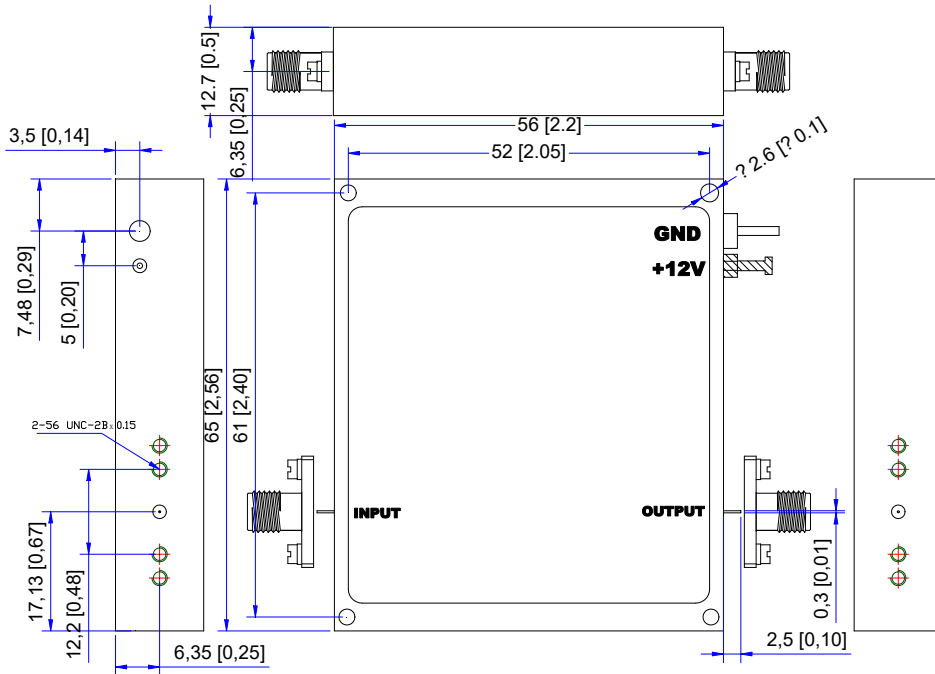 12.7 [0.5]
6,35 [0,25]
56 [2.2]
3,5 [0,14]
52 [2.05]
? 2.6 [? 0.1]
GND
+12V
7,48 [0,29]
5 [0,20]
65 [2,56]
61 [2,40]
2-56 UNC-2B x 0.15
INPUT
OUTPUT
17,13 [0,67]
12,2 [0,48]
0,3 [0,01]
2,5 [0,10]
6,35 [0,25]